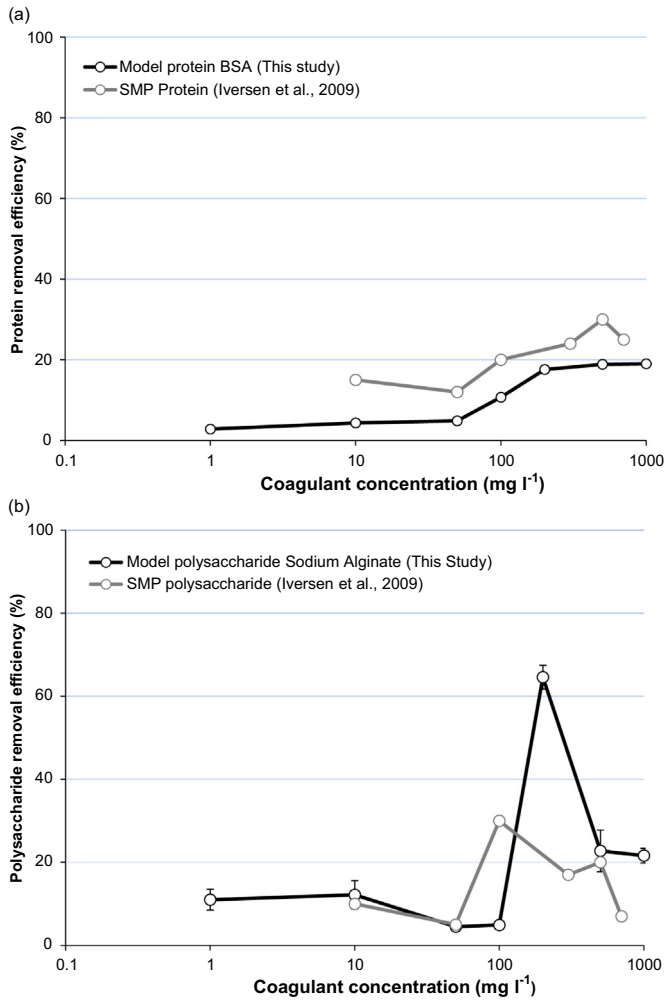 (a)
100
80
60
40
20
0
Protein removal efficiency (%)
Model protein BSA (This study)
SMP Protein (Iversen et al., 2009)
0.1 1 10 100 1000
Coagulant concentration (mg l-1)
(b)
100
80
60
40
20
0
Polysaccharide removal efficiency (%)
Model polysaccharide Sodium Alginate (This Study)
SMP polysaccharide (Iversen et al., 2009)
0.1 1 10 100 1000
Coagulant concentration (mg l-1)